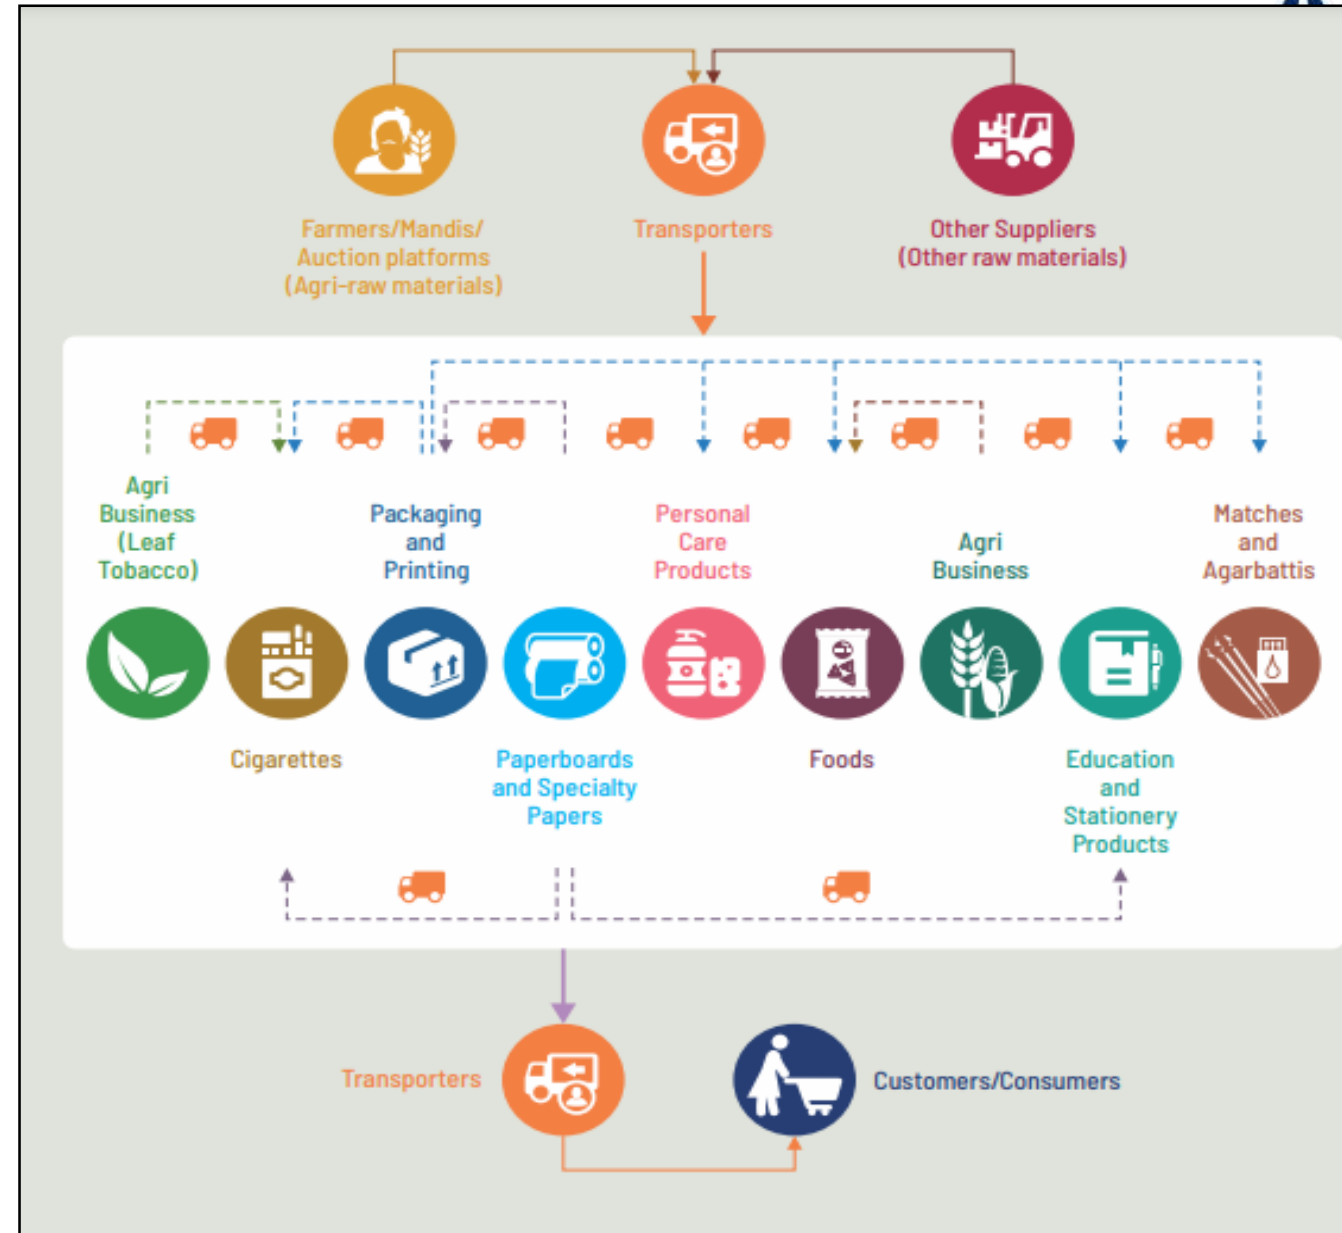 Farmers/Mandis/
Auction platforms
(Agri-raw materials)
Transporters
Other Suppliers
(Other raw materials)
Agri
Business
(Leaf
Tobacco)
Packaging
and
Printing
Personal
Care
Products
Agri
Business
Matches
and
Agarbattis
Cigarettes
Paperboards
and Specialty
Papers
Foods
Education
and
Stationery
Products
Transporters
Customers/Consumers